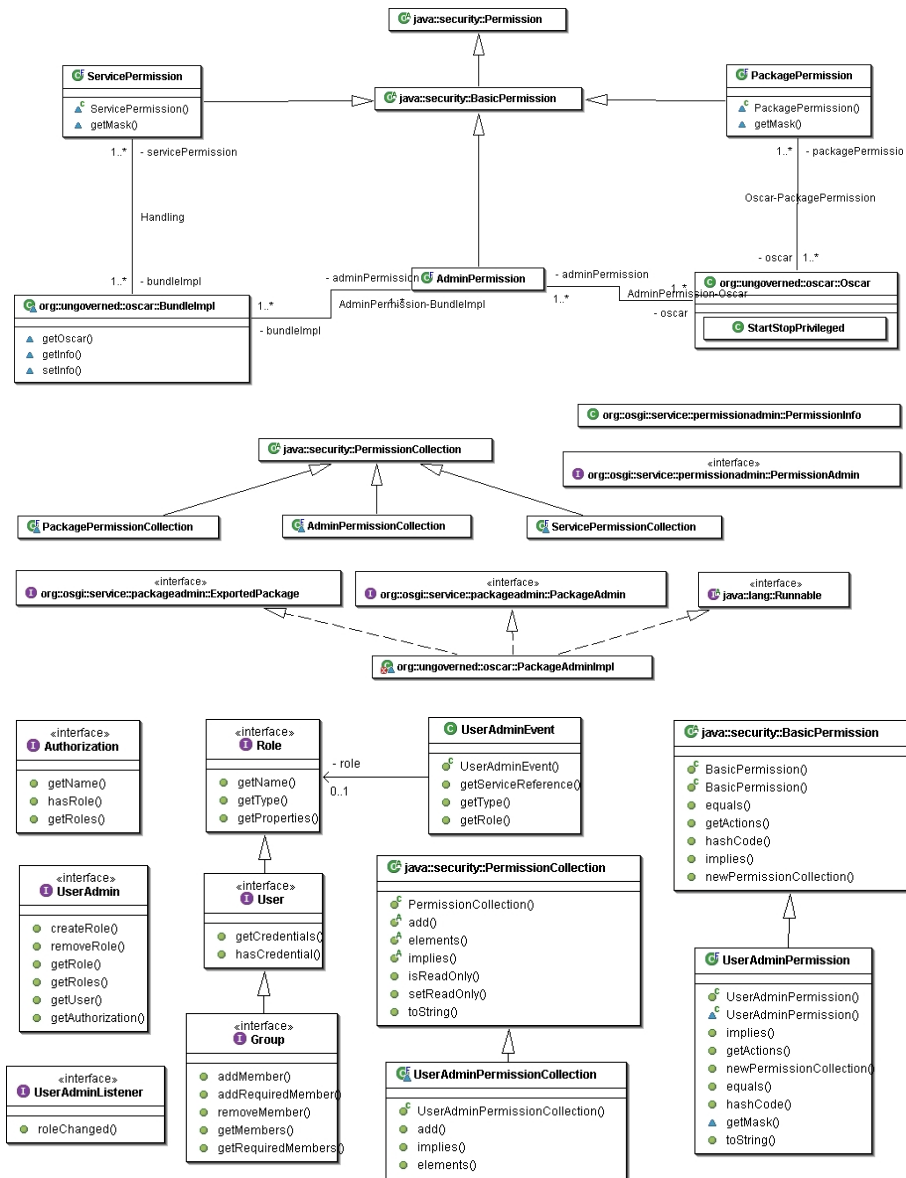 java::security::Permission
ServicePermission
ServicePermission()
getMask()
java::security::BasicPermission
PackagePermission
PackagePermission()
getMask()
1..* - servicePermission
1..* - packagePermissio
Handling
Oscar-PackagePermission
1..* - bundleImpl
- oscar 1..*
org::ungoverned::oscar::BundleImpl
getOscar()
getInfo()
setInfo()
1..*
- bundleImpl
- adminPermission
1..*
AdminPermission-BundleImpl
AdminPermission
- adminPermission
1..*
1..*
AdminPermission-Oscar
- oscar
org::ungoverned::oscar::Oscar
StartStopPrivileged
org::osgi::service::permissionadmin::PermissionInfo
java::security::PermissionCollection
«interface»
org::osgi::service::permissionadmin::PermissionAdmin
PackagePermissionCollection
AdminPermissionCollection
ServicePermissionCollection
«interface»
org::osgi::service::packageadmin::ExportedPackage
«interface»
org::osgi::service::packageadmin::PackageAdmin
«interface»
java::lang::Runnable
org::ungoverned::oscar::PackageAdminImpl
«interface»
Authorization
getName()
hasRole()
getRoles()
«interface»
Role
getName()
getType()
getProperties()
- role
0..1
UserAdminEvent
UserAdminEvent()
getServiceReference()
getType()
getRole()
java::security::BasicPermission
BasicPermission()
BasicPermission()
equals()
getActions()
hashCode()
implies()
newPermissionCollection()
«interface»
UserAdmin
createRole()
removeRole()
getRole()
getRoles()
getUser()
getAuthorization()
«interface»
User
getCredentials()
hasCredential()
java::security::PermissionCollection
PermissionCollection()
add()
elements()
implies()
isReadOnly()
setReadOnly()
toString()
UserAdminPermission
UserAdminPermission()
UserAdminPermission()
implies()
getActions()
newPermissionCollection()
equals()
hashCode()
getMask()
toString()
«interface»
UserAdminListener
roleChanged()
«interface»
Group
addMember()
addRequiredMember()
removeMember()
getMembers()
getRequiredMembers()
UserAdminPermissionCollection
UserAdminPermissionCollection()
add()
implies()
elements()